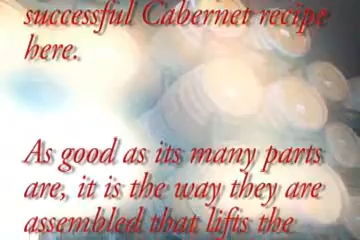 successful Cabernet recipe
here.
As good as its many parts
are, it is the way they are
assembled that lifts the